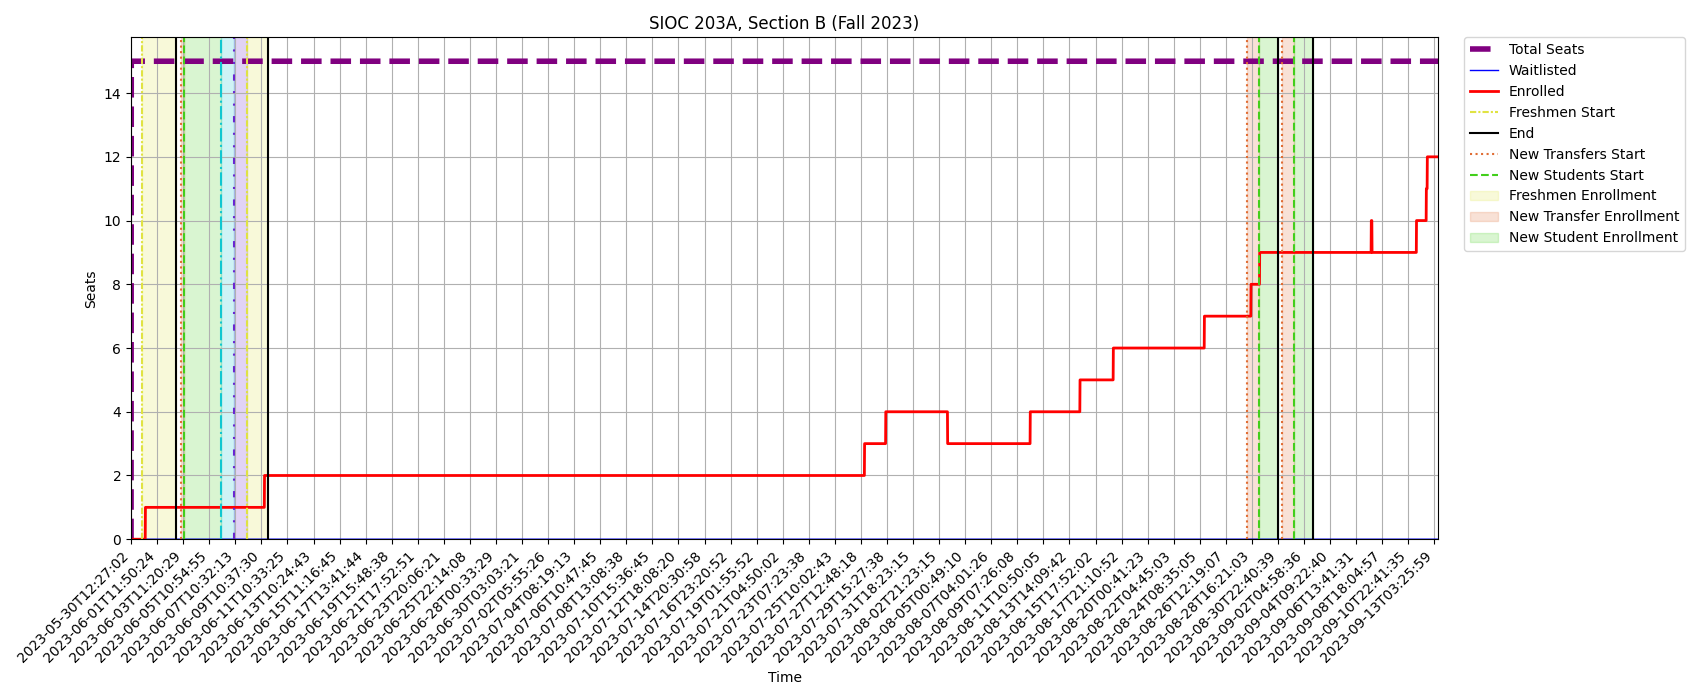 SIOC 203A, Section B (Fall 2023)
Seats
14
12
10
8
6
4
2
0
2023-05-30T12:27:02
2023-06-01T11:50:24
2023-06-03T11:20:29
2023-06-05T10:54:55
2023-06-07T10:32:13
2023-06-09T10:37:30
2023-06-11T10:33:25
2023-06-13T10:24:43
2023-06-15T11:16:45
2023-06-17T13:41:44
2023-06-19T15:48:38
2023-06-21T17:52:51
2023-06-23T20:06:21
2023-06-25T22:14:08
2023-06-28T00:33:29
2023-06-30T03:03:21
2023-07-02T05:55:26
2023-07-04T08:19:13
2023-07-06T10:47:45
2023-07-08T13:08:38
2023-07-10T15:36:45
2023-07-12T18:08:20
2023-07-14T20:30:58
2023-07-16T23:20:52
2023-07-19T01:55:52
2023-07-21T04:50:02
2023-07-23T07:23:38
2023-07-25T10:02:43
2023-07-27T12:48:18
2023-07-29T15:27:38
2023-07-31T18:23:15
2023-08-02T21:23:15
2023-08-05T00:49:10
2023-08-07T04:01:26
2023-08-09T07:26:08
2023-08-11T10:50:05
2023-08-13T14:09:42
2023-08-15T17:52:02
2023-08-17T21:10:52
2023-08-20T00:41:23
2023-08-22T04:45:03
2023-08-24T08:35:05
2023-08-26T12:19:07
2023-08-28T16:21:03
2023-08-30T22:40:39
2023-09-02T04:58:36
2023-09-04T09:22:40
2023-09-06T13:41:31
2023-09-08T18:04:57
2023-09-10T22:41:35
2023-09-13T03:25:59
Time
Total Seats
Waitlisted
Enrolled
Freshmen Start
End
New Transfers Start
New Students Start
Freshmen Enrollment
New Transfer Enrollment
New Student Enrollment